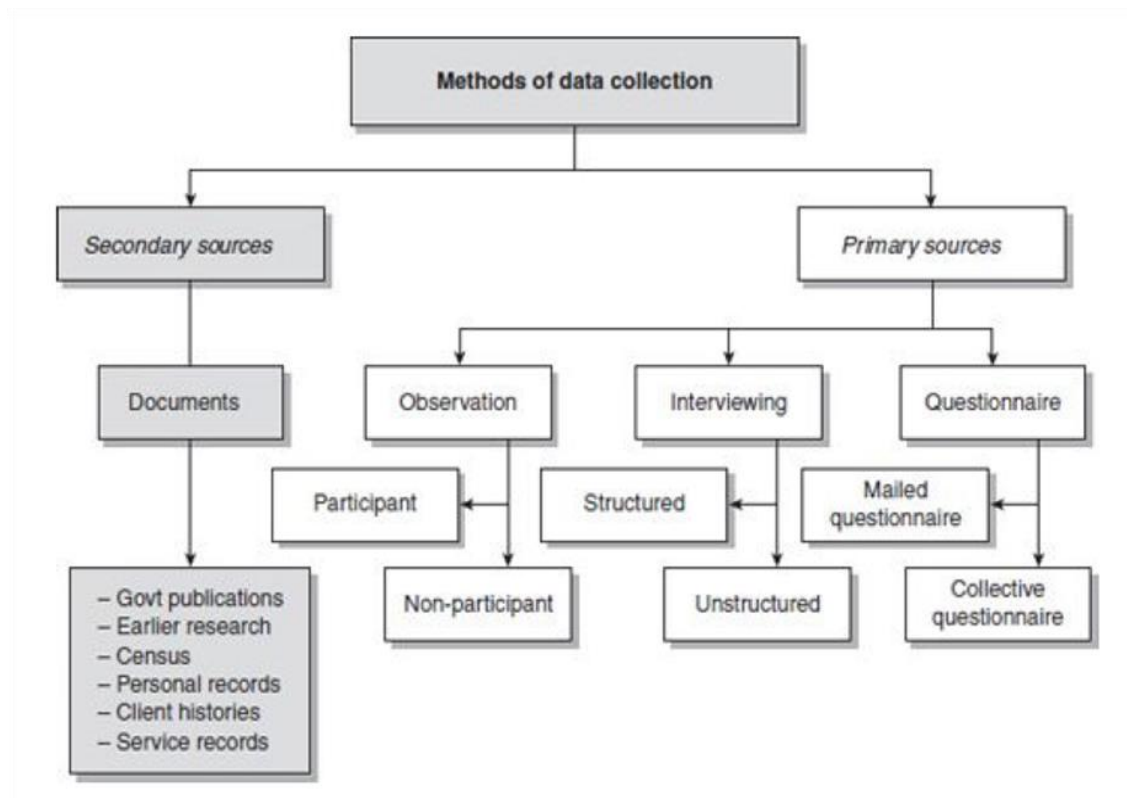 Methods of data collection
Secondary sources
Primary sources
Documents
Observation
Interviewing
Questionnaire
Participant
Structured
Mailed
questionnaire
Non-participant
Unstructured
Collective
questionnaire
– Govt publications
– Earlier research
– Census
– Personal records
– Client histories
– Service records